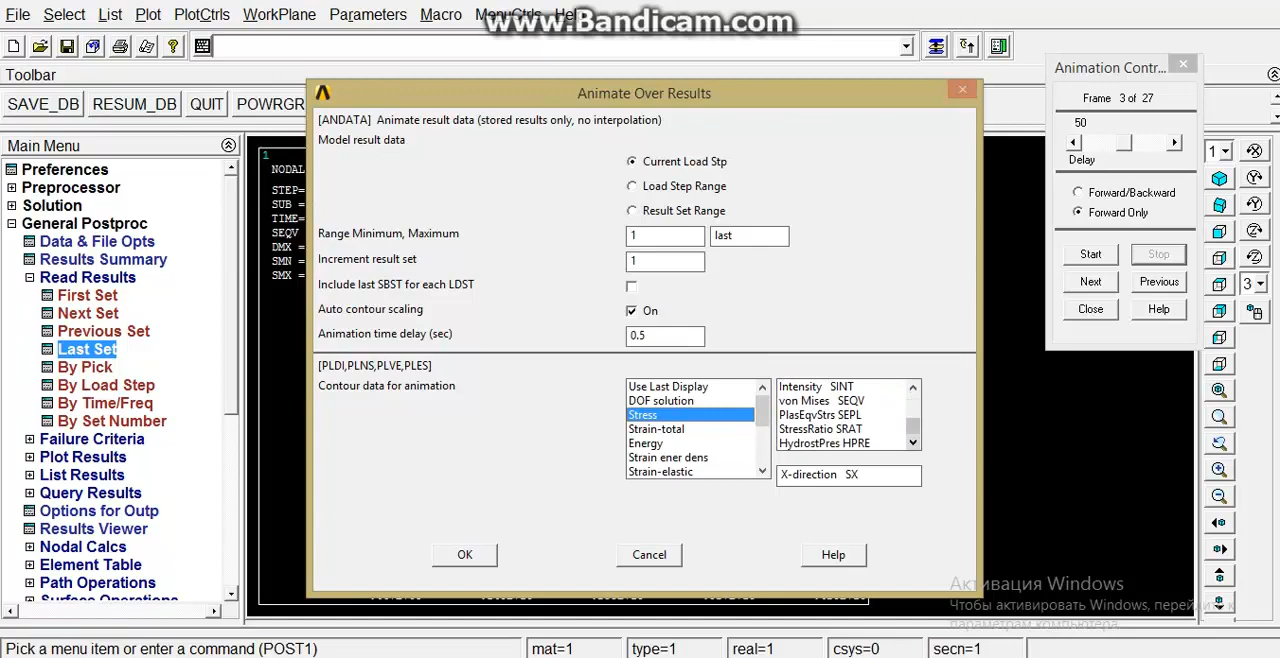 File Select List Plot PlotCtrls WorkPlane Parameters Macro MenuCtrls Help
www.Bandicam.com
Toolbar
SAVE_DB RESUM_DB QUIT POWRGR
Main Menu
Preferences
Preprocessor
Solution
General Postproc
Data & File Opts
Results Summary
Read Results
First Set
Next Set
Previous Set
Last Set
By Pick
By Load Step
By Time/Freq
By Set Number
Failure Criteria
Plot Results
List Results
Query Results
Options for Outp
Results Viewer
Nodal Calcs
Element Table
Path Operations
Surface Operations
1
NODAL
STEP=
SUB =
TIME=
SEQV
DMX =
SMN =
SMX =
Animate Over Results
[ANDATA] Animate result data (stored results only, no interpolation)
Model result data
Current Load Stp
Load Step Range
Result Set Range
Range Minimum, Maximum 1 last
Increment result set 1
Include last SBST for each LDST
Auto contour scaling On
Animation time delay (sec) 0.5
[PLDI,PLNS,PLVE,PLES]
Contour data for animation
Use Last Display
DOF solution
Stress
Strain-total
Energy
Strain ener dens
Strain-elastic
Intensity SINT
von Mises SEQV
PlasEqvStrs SEPL
StressRatio SRAT
HydrostPres HPRE
X-direction SX
OK Cancel Help
Animation Contr...
Frame 3 of 27
50
Delay
Forward/Backward
Forward Only
Start Stop
Next Previous
Close Help
1
3
Активация Windows
Чтобы активировать Windows, перейдите к
параметрам компьютера.
Pick a menu item or enter a command (POST1) mat=1 type=1 real=1 csys=0 secn=1